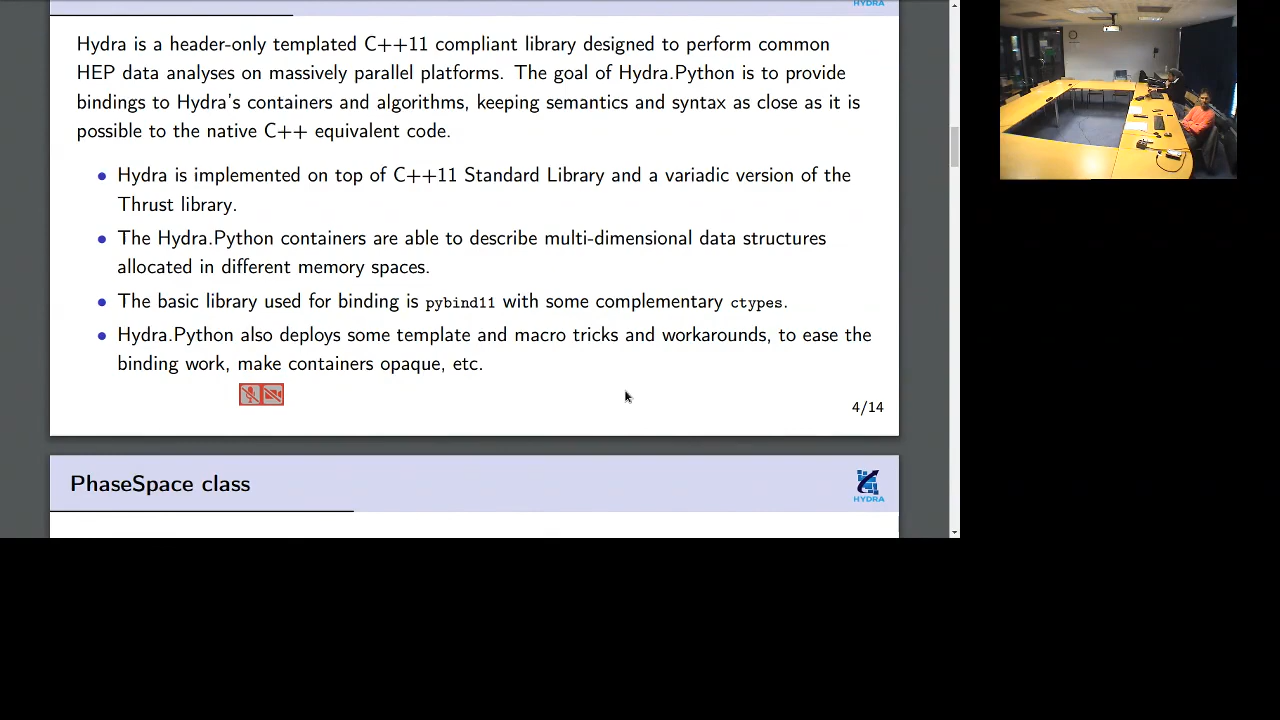 HYDRA
Hydra is a header-only templated C++11 compliant library designed to perform common
HEP data analyses on massively parallel platforms. The goal of Hydra.Python is to provide
bindings to Hydra's containers and algorithms, keeping semantics and syntax as close as it is
possible to the native C++ equivalent code.
• Hydra is implemented on top of C++11 Standard Library and a variadic version of the
Thrust library.
• The Hydra.Python containers are able to describe multi-dimensional data structures
allocated in different memory spaces.
• The basic library used for binding is pybind11 with some complementary ctypes.
• Hydra.Python also deploys some template and macro tricks and workarounds, to ease the
binding work, make containers opaque, etc.
4/14
PhaseSpace class
HYDRA